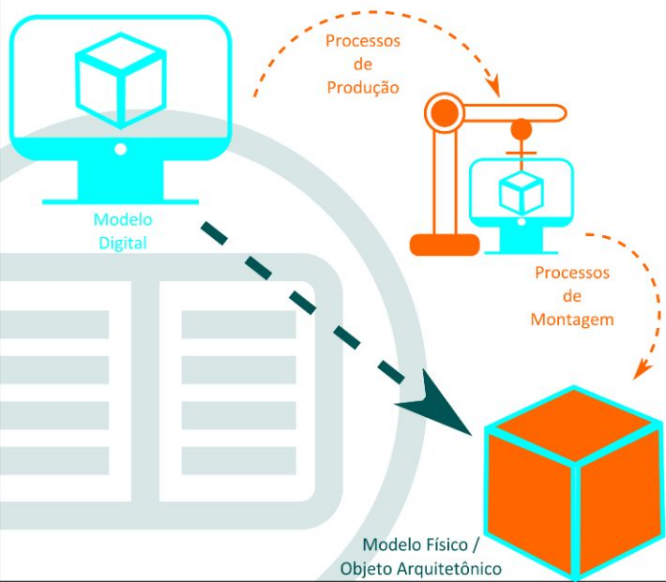 Processos
de
Produção
Modelo
Digital
Processos
de
Montagem
Modelo Físico /
Objeto Arquitetônico